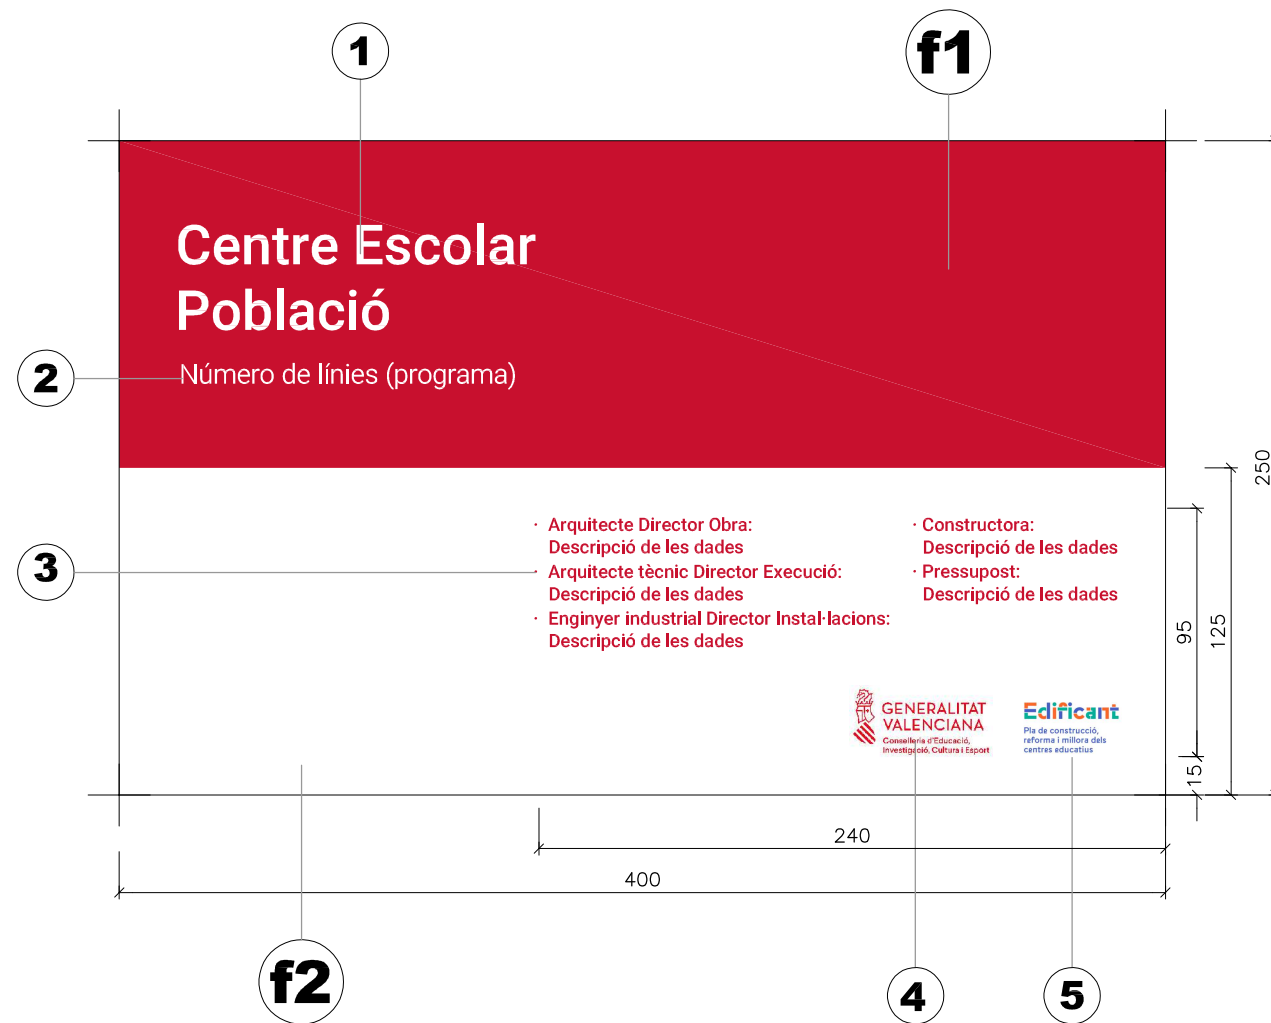 1
f1
Centre Escolar
Població
2
Número de línies (programa)
250
3
· Arquitecte Director Obra:
Descripció de les dades
· Arquitecte tècnic Director Execució:
Descripció de les dades
· Enginyer industrial Director Instal·lacions:
Descripció de les dades
· Constructora:
Descripció de les dades
· Pressupost:
Descripció de les dades
95
125
15
GENERALITAT
VALENCIANA
Conselleria d'Educació,
Investigació, Cultura i Esport
Edificant
Pla de construcció,
reforma i millora dels
centres educatius
240
400
f2
4
5